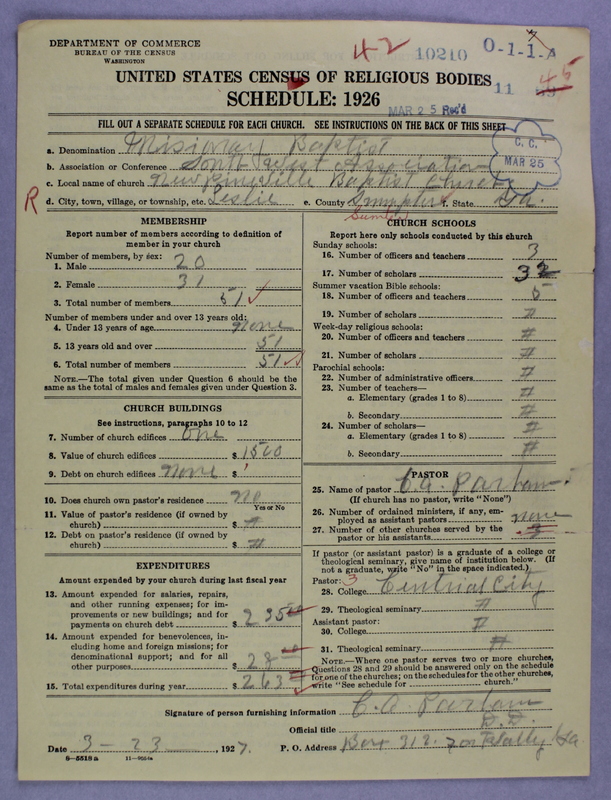 DEPARTMENT OF COMMERCE
BUREAU OF THE CENSUS
WASHINGTON
42 10210 0-1-1-A
11 45
UNITED STATES CENSUS OF RELIGIOUS BODIES
SCHEDULE: 1926
MAR 25 Rec'd
FILL OUT A SEPARATE SCHEDULE FOR EACH CHURCH. SEE INSTRUCTIONS ON THE BACK OF THIS SHEET
C. C. MAR 25
a. Denomination Misionary Baptist
b. Association or Conference South West Association
c. Local name of church Baptist Church
R d. City, town, village, or township, etc. Leslie e. County Sumpter f. State Ga.
Sumter
MEMBERSHIP
Report number of members according to definition of member in your church
Number of members, by sex:
1. Male 20
2. Female 31
3. Total number of members 51
Number of members under and over 13 years old:
4. Under 13 years of age none
5. 13 years old and over 51
6. Total number of members 51
NOTE.—The total given under Question 6 should be the same as the total of males and females given under Question 3.
CHURCH BUILDINGS
See instructions, paragraphs 10 to 12
7. Number of church edifices One
8. Value of church edifices $ 1500
9. Debt on church edifices None $
10. Does church own pastor's residence no
Yes or No
11. Value of pastor's residence (if owned by church) $ #
12. Debt on pastor's residence (if owned by church) $ #
EXPENDITURES
Amount expended by your church during last fiscal year
13. Amount expended for salaries, repairs, and other running expenses; for improvements or new buildings; and for payments on church debt $ 235
14. Amount expended for benevolences, including home and foreign missions; for denominational support; and for all other purposes $ 28
15. Total expenditures during year $ 263
CHURCH SCHOOLS
Report here only schools conducted by this church
Sunday schools:
16. Number of officers and teachers 3
17. Number of scholars 32
Summer vacation Bible schools:
18. Number of officers and teachers 5
19. Number of scholars #
Week-day religious schools:
20. Number of officers and teachers #
21. Number of scholars #
Parochial schools:
22. Number of administrative officers #
23. Number of teachers—
a. Elementary (grades 1 to 8) #
b. Secondary #
24. Number of scholars—
a. Elementary (grades 1 to 8) #
b. Secondary #
PASTOR
25. Name of pastor C. A. Parham
(If church has no pastor, write "None")
26. Number of ordained ministers, if any, employed as assistant pastors none
27. Number of other churches served by the pastor or his assistants 3
If pastor (or assistant pastor) is a graduate of a college or theological seminary, give name of institution below. (If not a graduate, write "No" in the space indicated.)
Pastor: 3
28. College Central City
29. Theological seminary #
Assistant pastor:
30. College #
31. Theological seminary #
NOTE.—Where one pastor serves two or more churches, Questions 28 and 29 should be answered only on the schedule for one of the churches; on the schedules for the other churches, write "See schedule for ........ church."
Signature of person furnishing information C. A. Parham
Official title D.D.
Date 3-23, 1927. P. O. Address Box 312. Ga
8-5518 a 11-9554a